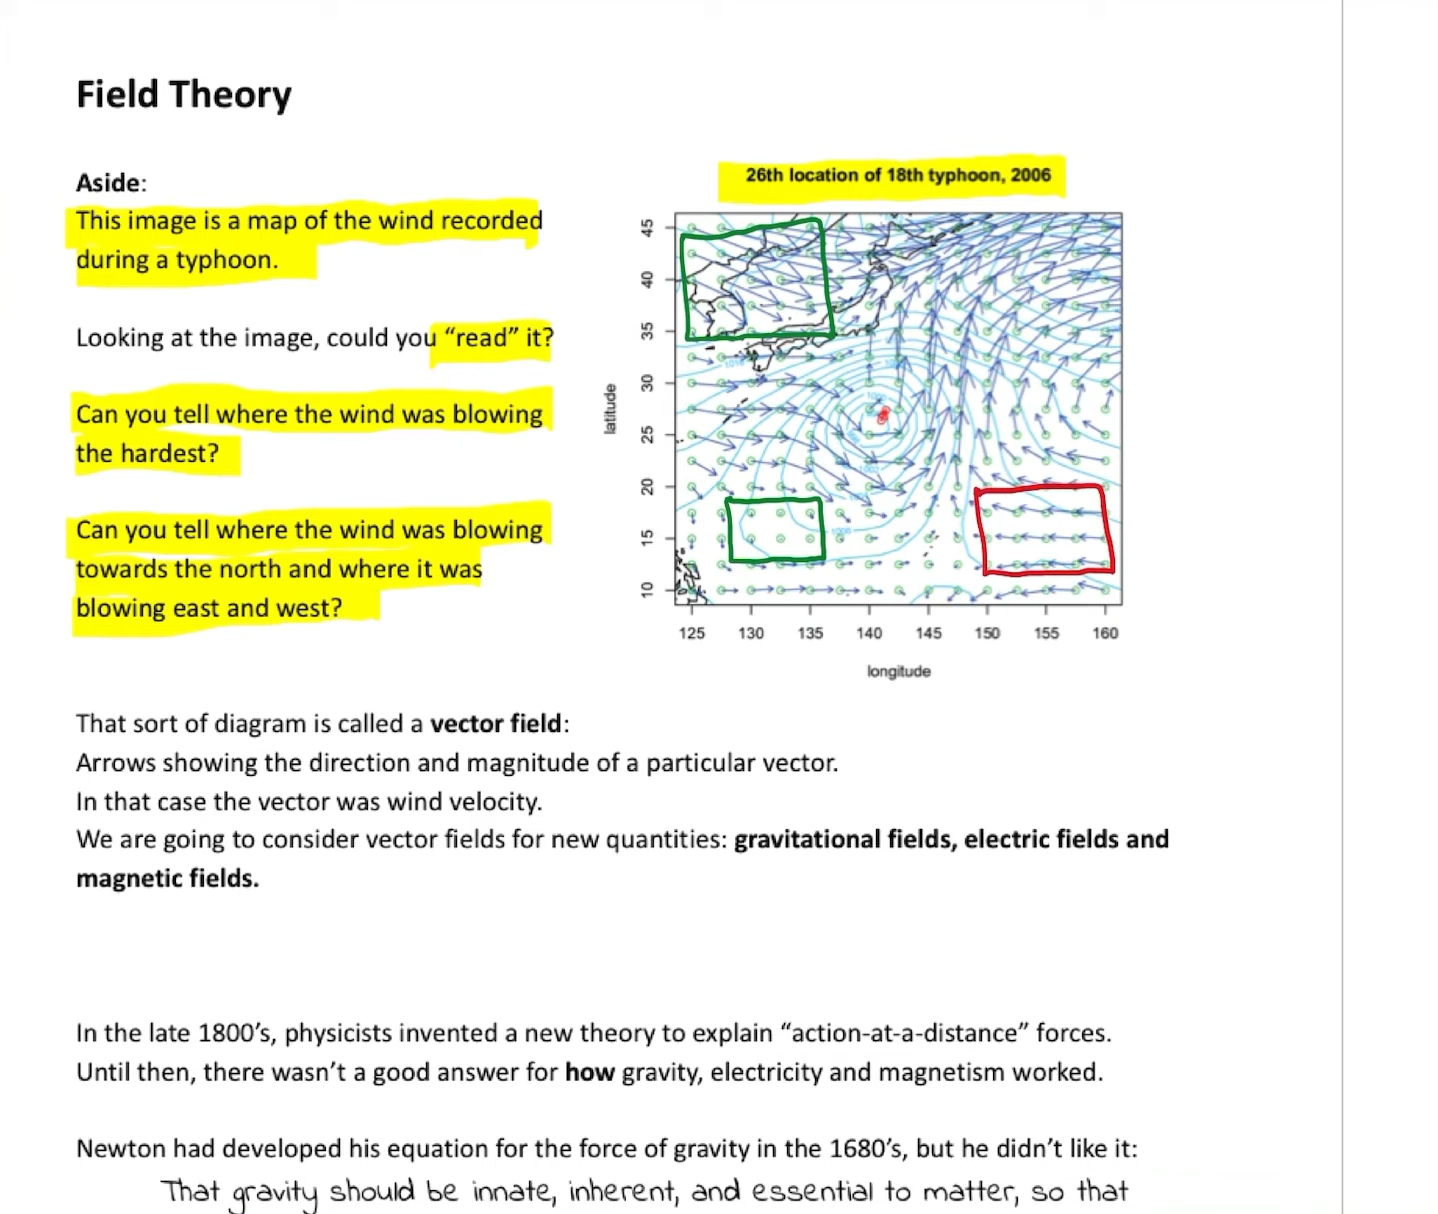 Field Theory
Aside:
This image is a map of the wind recorded
during a typhoon.
Looking at the image, could you “read” it?
Can you tell where the wind was blowing
the hardest?
Can you tell where the wind was blowing
towards the north and where it was
blowing east and west?
26th location of 18th typhoon, 2006
latitude
45
40
35
30
25
20
15
10
125 130 135 140 145 150 155 160
longitude
That sort of diagram is called a vector field:
Arrows showing the direction and magnitude of a particular vector.
In that case the vector was wind velocity.
We are going to consider vector fields for new quantities: gravitational fields, electric fields and
magnetic fields.
In the late 1800’s, physicists invented a new theory to explain “action-at-a-distance” forces.
Until then, there wasn’t a good answer for how gravity, electricity and magnetism worked.
Newton had developed his equation for the force of gravity in the 1680’s, but he didn’t like it:
That gravity should be innate, inherent, and essential to matter, so that